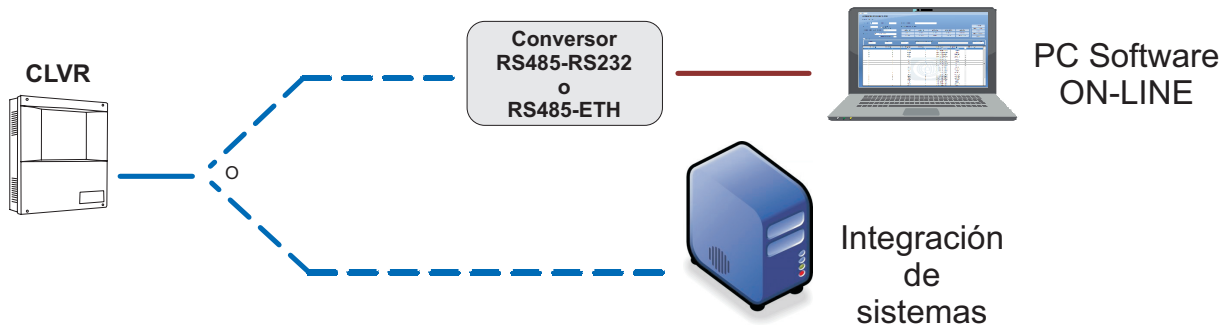 CLVR
Conversor
RS485-RS232
o
RS485-ETH
PC Software
ON-LINE
O
Integración
de
sistemas